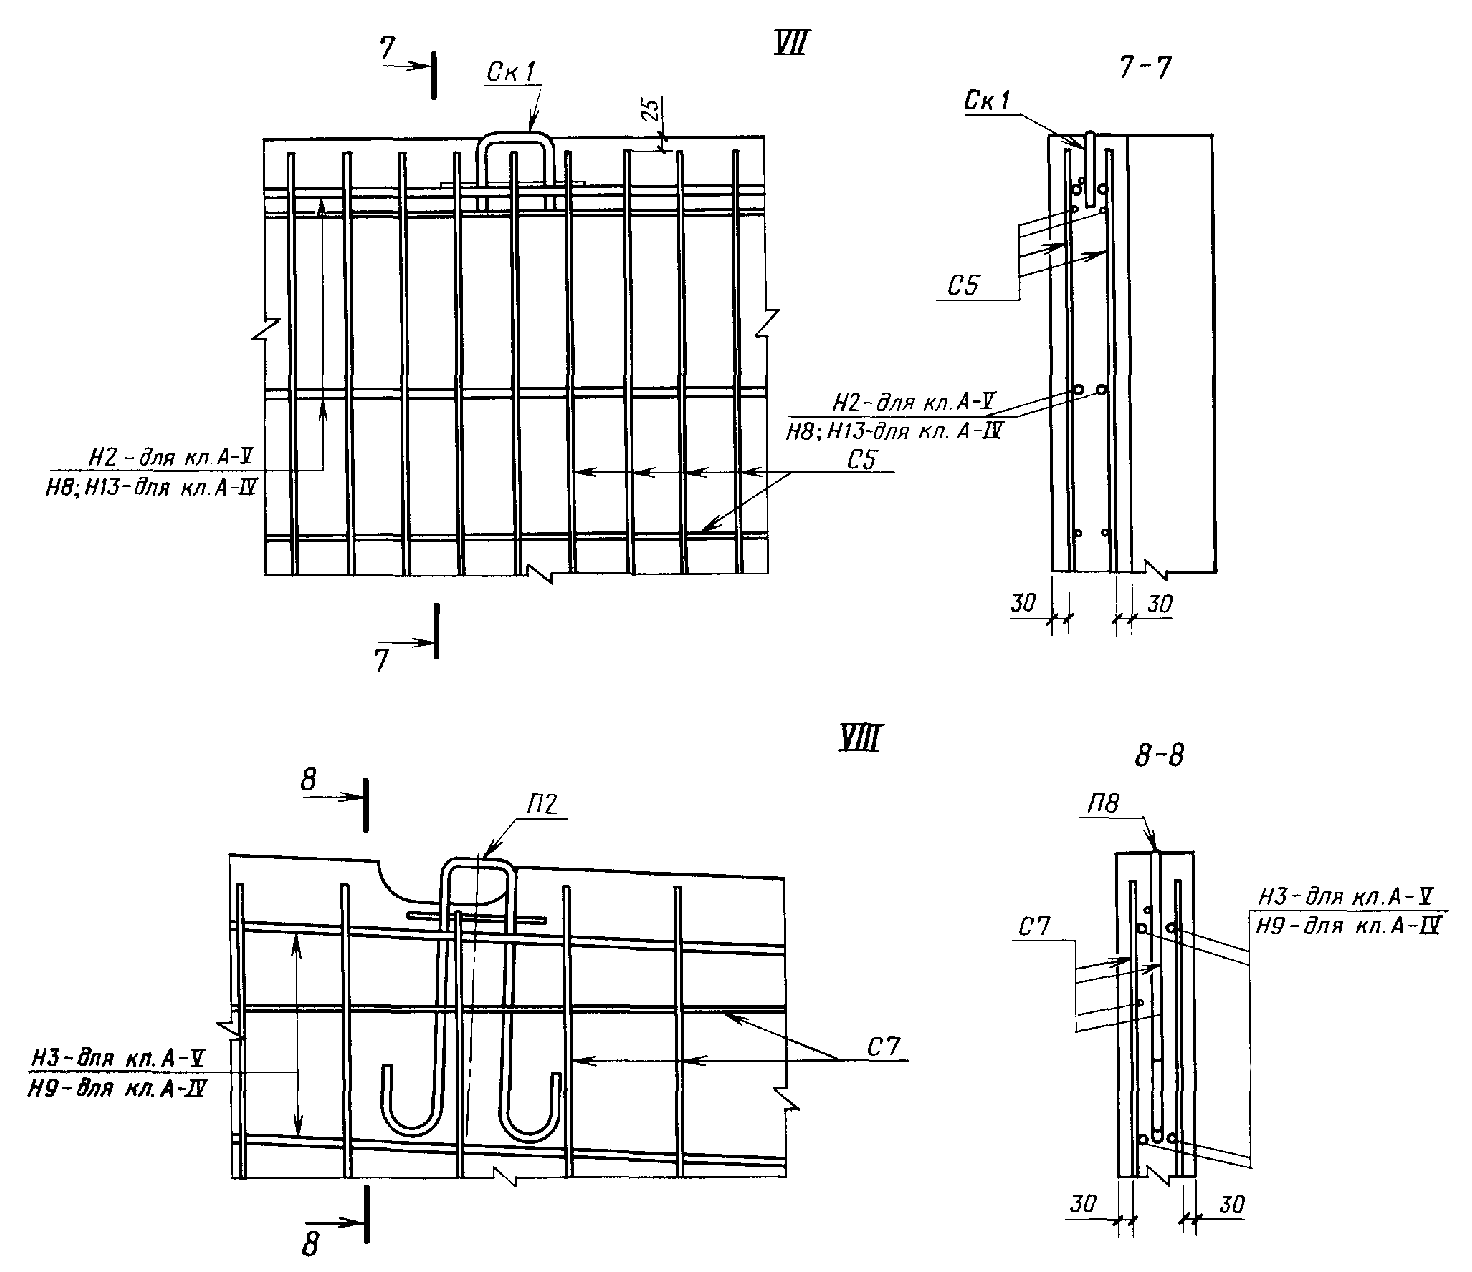 VII
7
Ск1
25
7-7
Ск1
С5
Н2-для кл. А-V
Н8; Н13-для кл. А-IV
Н2-для кл. А-V
Н8; Н13-для кл. А-IV
С5
30
30
7
VIII
8
П2
8-8
П8
Н3-для кл. А-V
Н9-для кл. А-IV
С7
Н3-для кл. А-V
Н9-для кл. А-IV
С7
30
30
8